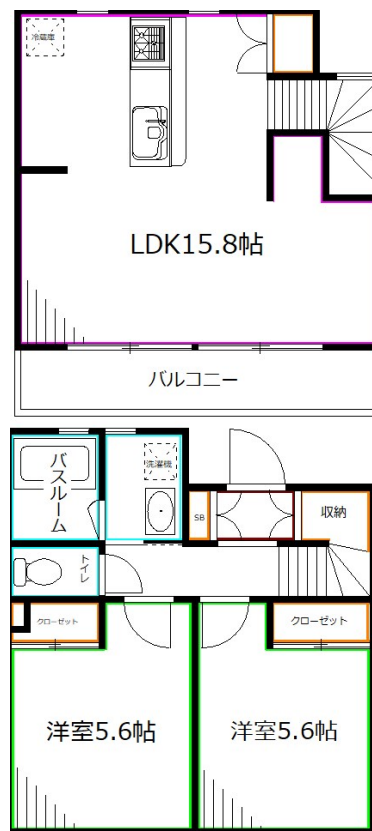 冷蔵庫
LDK15.8帖
バルコニー
バスルーム
洗濯機
SB
収納
トイレ
クローゼット
クローゼット
洋室5.6帖
洋室5.6帖